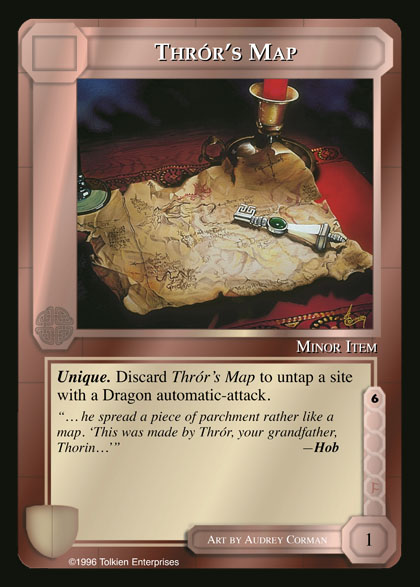 Thrór's Map
Minor Item
Unique. Discard Thrór's Map to untap a site
with a Dragon automatic-attack.
“… he spread a piece of parchment rather like a
map. ‘This was made by Thrór, your grandfather,
Thorin…’” —Hob
6
Art by Audrey Corman
1
©1996 Tolkien Enterprises